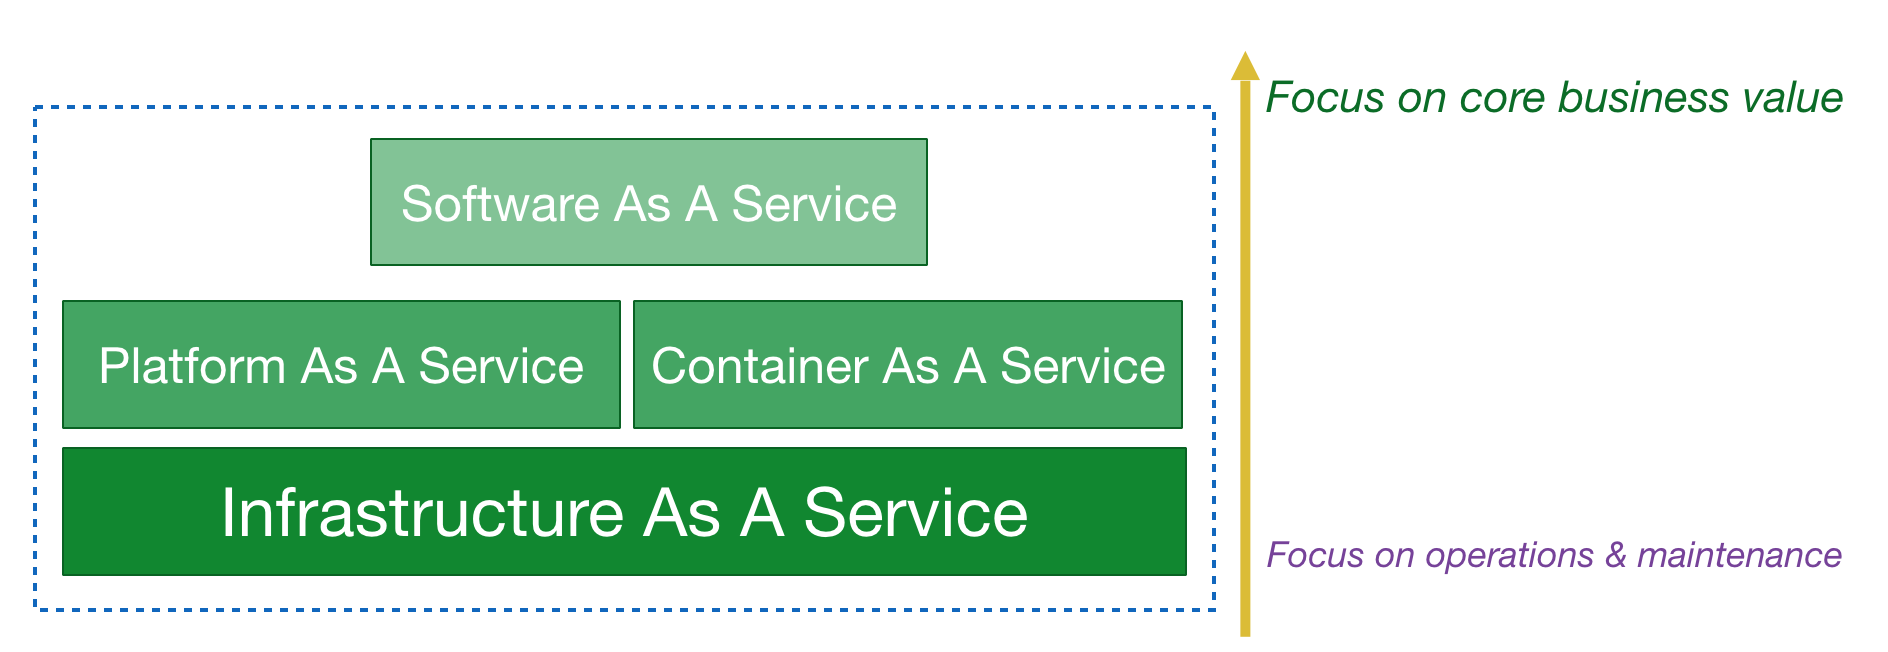 Focus on core business value
Software As A Service
Platform As A Service
Container As A Service
Infrastructure As A Service
Focus on operations & maintenance